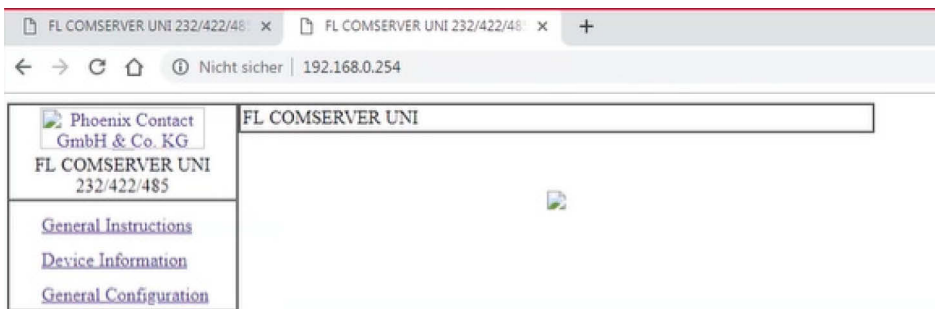 FL COMSERVER UNI 232/422/48
FL COMSERVER UNI 232/422/48
Nicht sicher | 192.168.0.254
Phoenix Contact
GmbH & Co. KG
FL COMSERVER UNI
232/422/485
FL COMSERVER UNI
General Instructions
Device Information
General Configuration